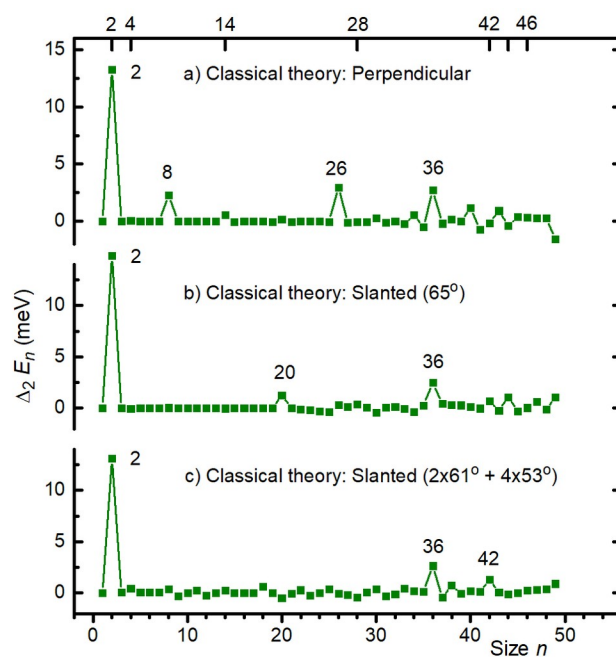 2 4 14 28 42 46
15
a) Classical theory: Perpendicular
2
10
8 26 36
5
0
2
b) Classical theory: Slanted (65°)
10
20 36
5
0
Δ₂ Eₙ (meV)
2
c) Classical theory: Slanted (2x61° + 4x53°)
10
36 42
5
0
0 10 20 30 40 50
Size n